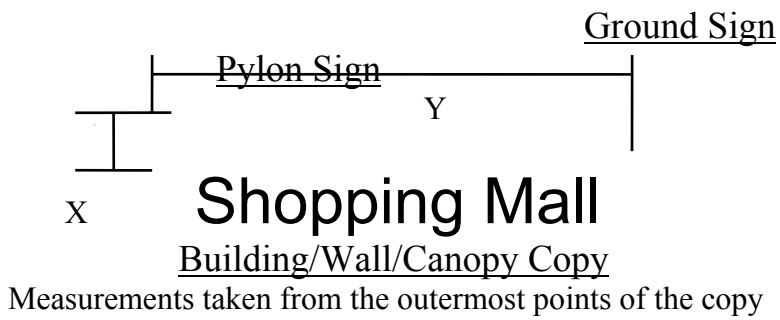 Ground Sign
Pylon Sign
Y
X
Shopping Mall
Building/Wall/Canopy Copy
Measurements taken from the outermost points of the copy